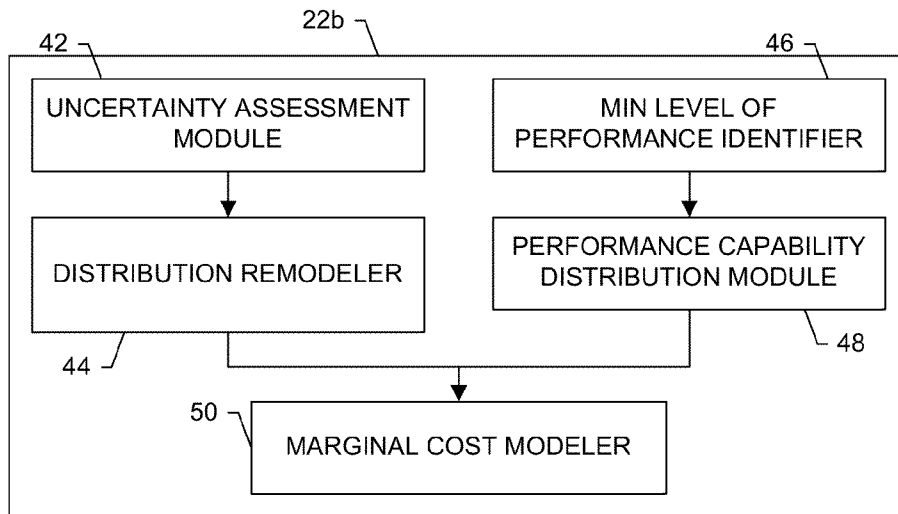 22b
42
46
UNCERTAINTY ASSESSMENT
MODULE
MIN LEVEL OF
PERFORMANCE IDENTIFIER
DISTRIBUTION REMODELER
PERFORMANCE CAPABILITY
DISTRIBUTION MODULE
44
48
50
MARGINAL COST MODELER